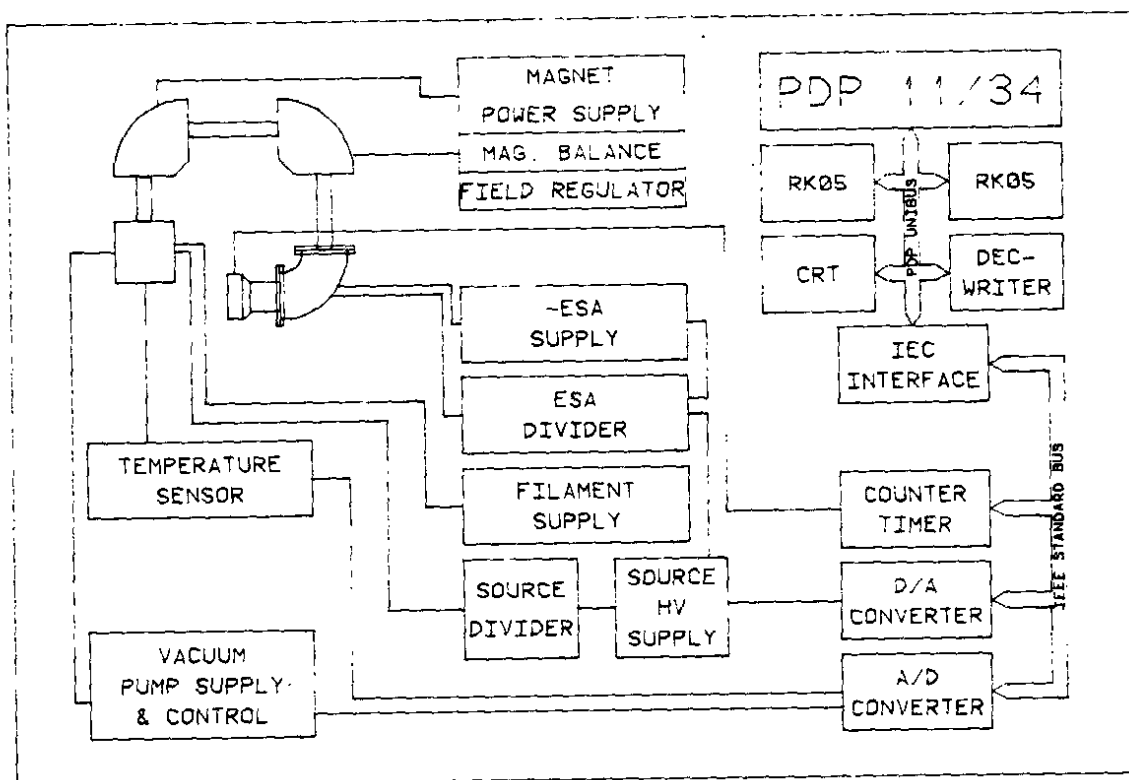 MAGNET
POWER SUPPLY
MAG. BALANCE
FIELD REGULATOR
PDP 11/34
RK05
RK05
PDP UNIBUS
CRT
DEC-
WRITER
-ESA
SUPPLY
IEC
INTERFACE
ESA
DIVIDER
TEMPERATURE
SENSOR
FILAMENT
SUPPLY
COUNTER
TIMER
IEEE STANDARD BUS
SOURCE
DIVIDER
SOURCE
HV
SUPPLY
D/A
CONVERTER
VACUUM
PUMP SUPPLY
& CONTROL
A/D
CONVERTER